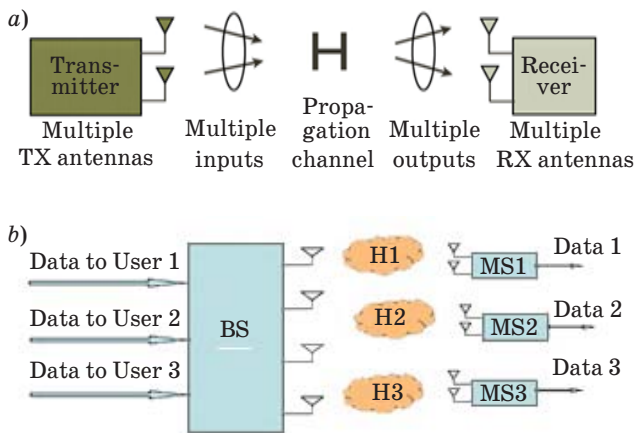 a)
Trans-
mitter
Multiple
TX antennas
Multiple
inputs
H
Propa-
gation
channel
Multiple
outputs
Recei-
ver
Multiple
RX antennas
b)
Data to User 1
Data to User 2
Data to User 3
BS
H1
H2
H3
MS1
MS2
MS3
Data 1
Data 2
Data 3